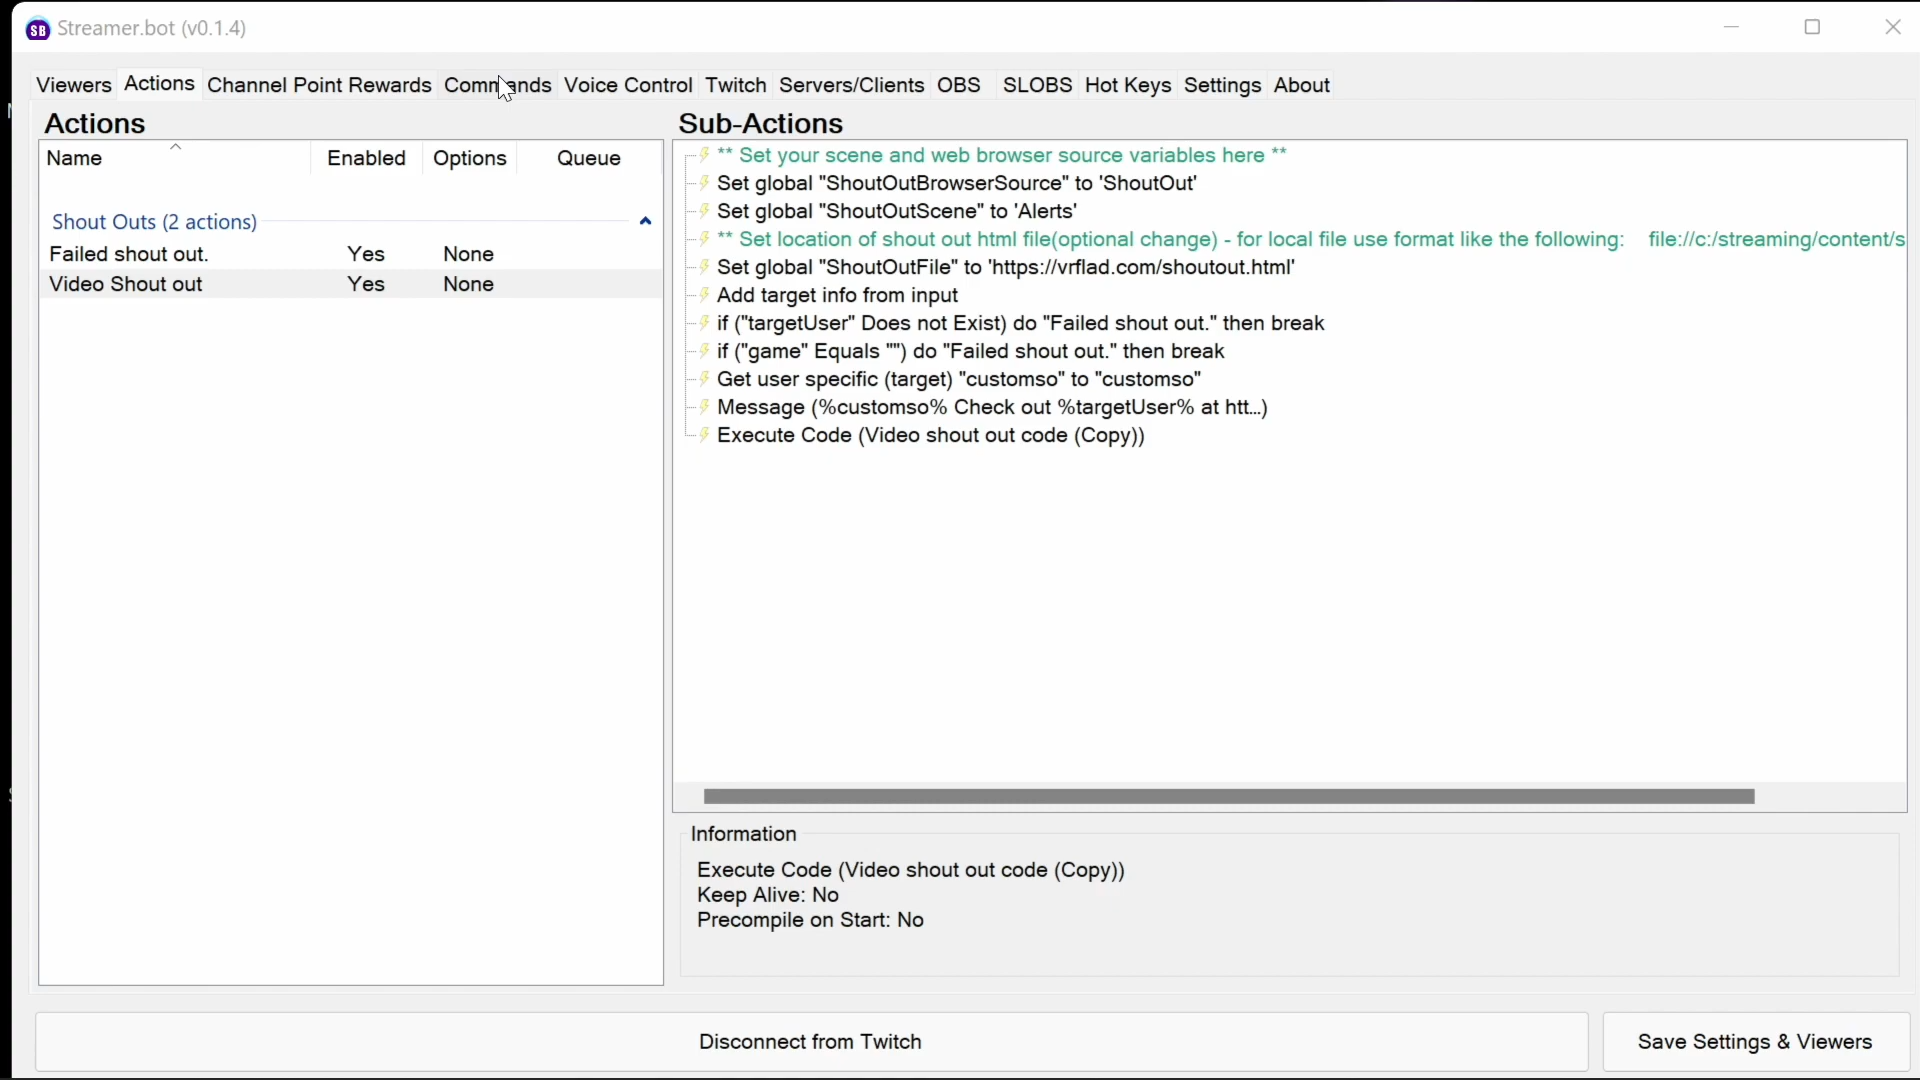 SB Streamer.bot (v0.1.4)
Viewers Actions Channel Point Rewards Commands Voice Control Twitch Servers/Clients OBS SLOBS Hot Keys Settings About
Actions
Name Enabled Options Queue
Shout Outs (2 actions)
Failed shout out. Yes None
Video Shout out Yes None
Sub-Actions
** Set your scene and web browser source variables here **
Set global "ShoutOutBrowserSource" to 'ShoutOut'
Set global "ShoutOutScene" to 'Alerts'
** Set location of shout out html file(optional change) - for local file use format like the following: file://c:/streaming/content/s
Set global "ShoutOutFile" to 'https://vrflad.com/shoutout.html'
Add target info from input
if ("targetUser" Does not Exist) do "Failed shout out." then break
if ("game" Equals "") do "Failed shout out." then break
Get user specific (target) "customso" to "customso"
Message (%customso% Check out %targetUser% at htt...)
Execute Code (Video shout out code (Copy))
Information
Execute Code (Video shout out code (Copy))
Keep Alive: No
Precompile on Start: No
Disconnect from Twitch
Save Settings & Viewers